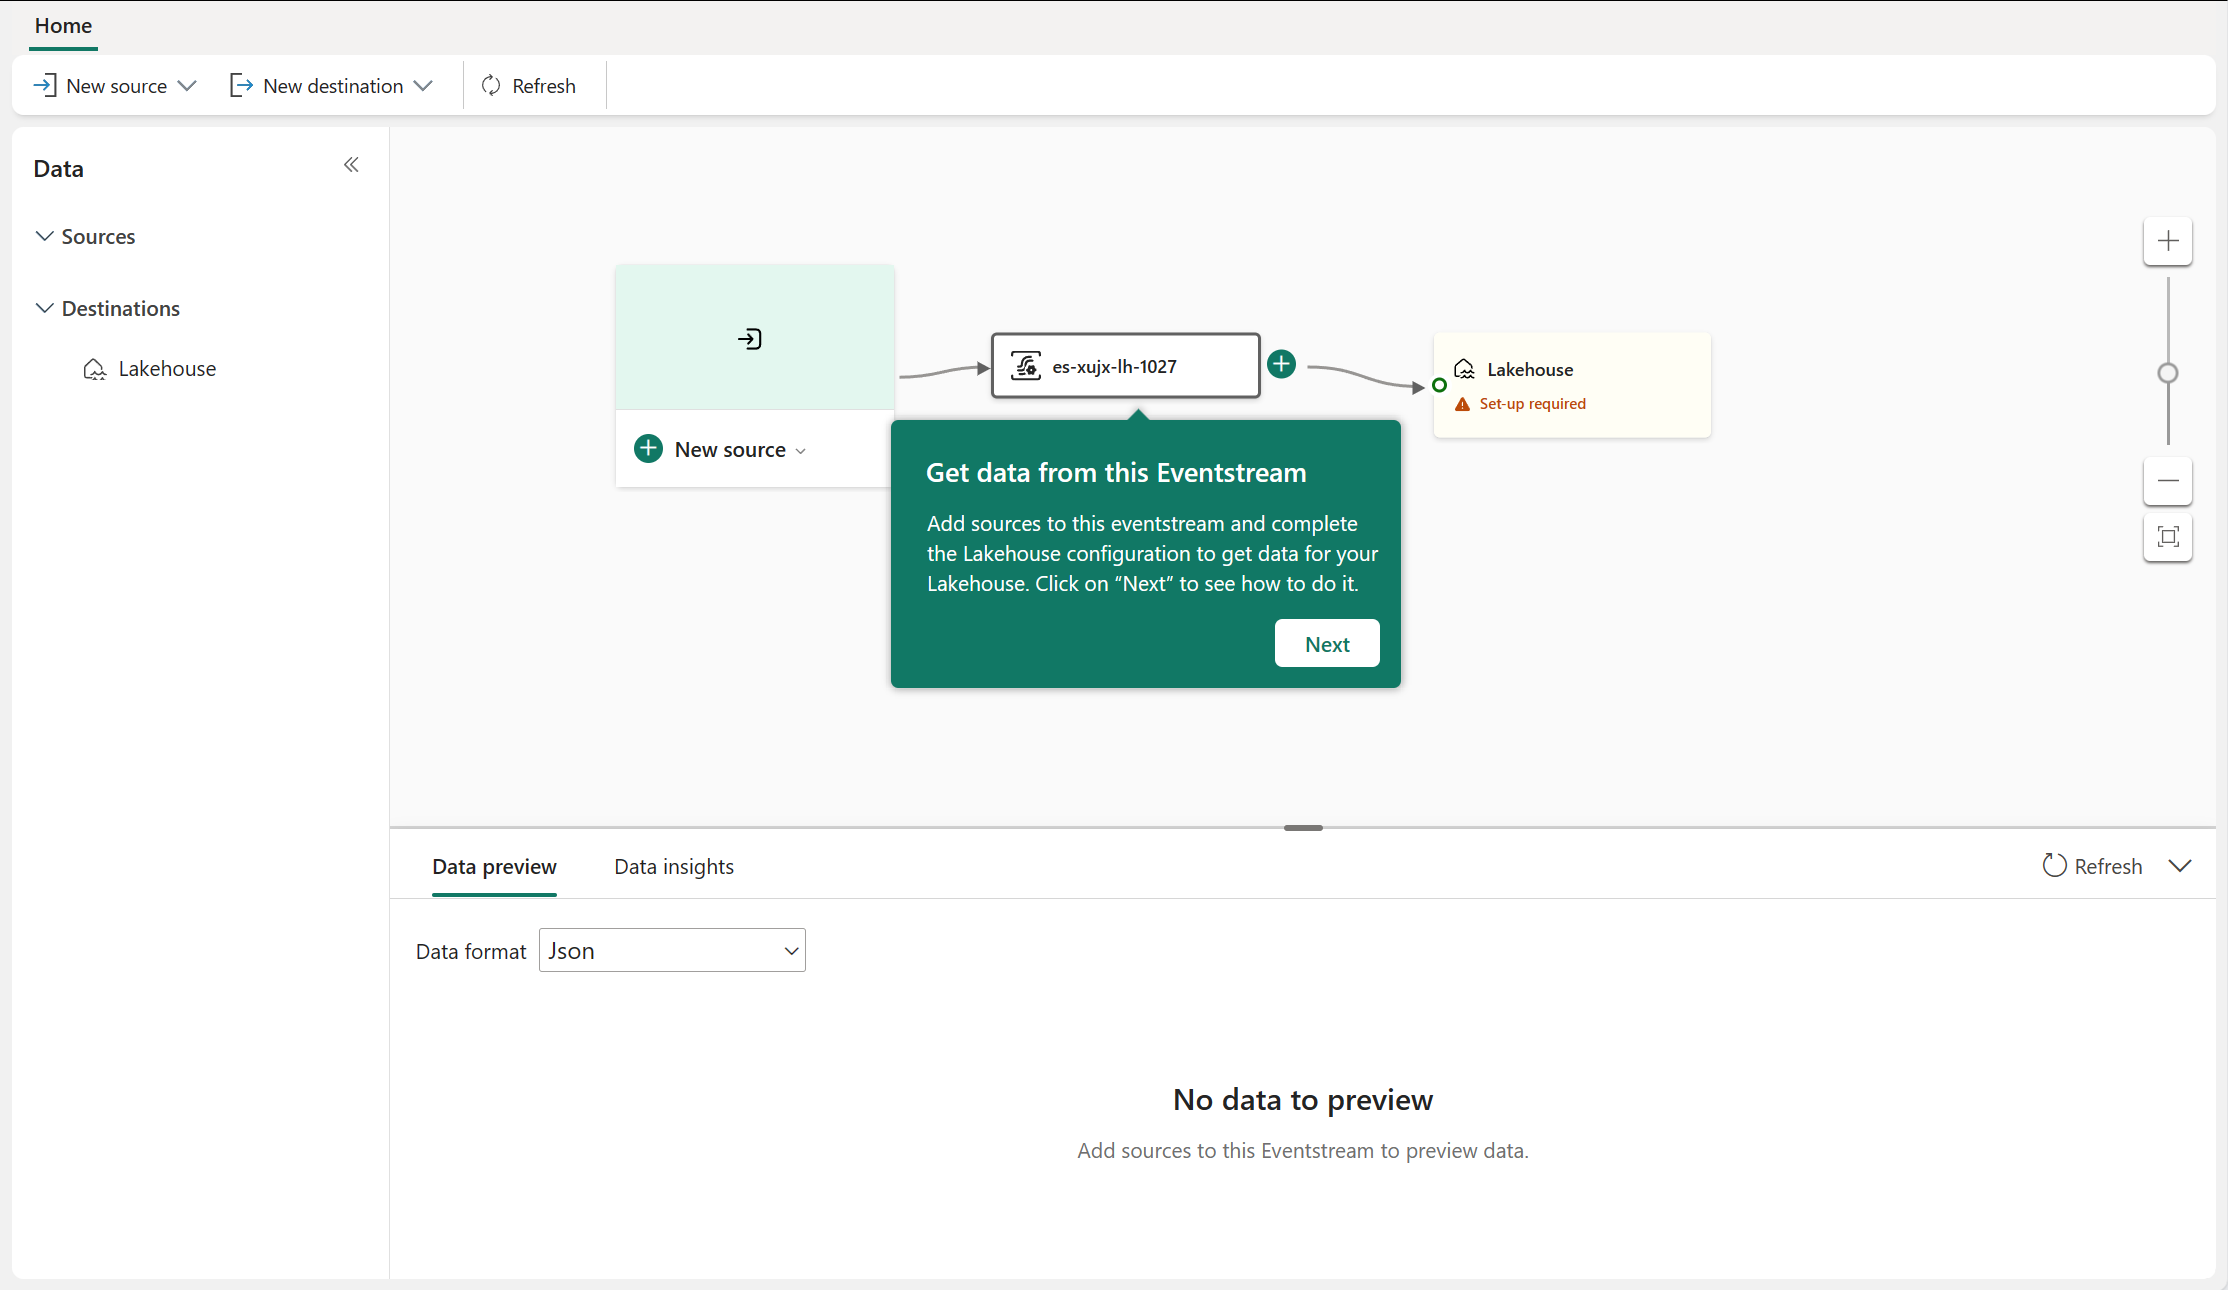 Home
New source
New destination
Refresh
Data
Sources
Destinations
Lakehouse
es-xujx-lh-1027
Lakehouse
Set-up required
New source
Get data from this Eventstream
Add sources to this eventstream and complete
the Lakehouse configuration to get data for your
Lakehouse. Click on “Next” to see how to do it.
Next
Data preview
Data insights
Refresh
Data format
Json
No data to preview
Add sources to this Eventstream to preview data.